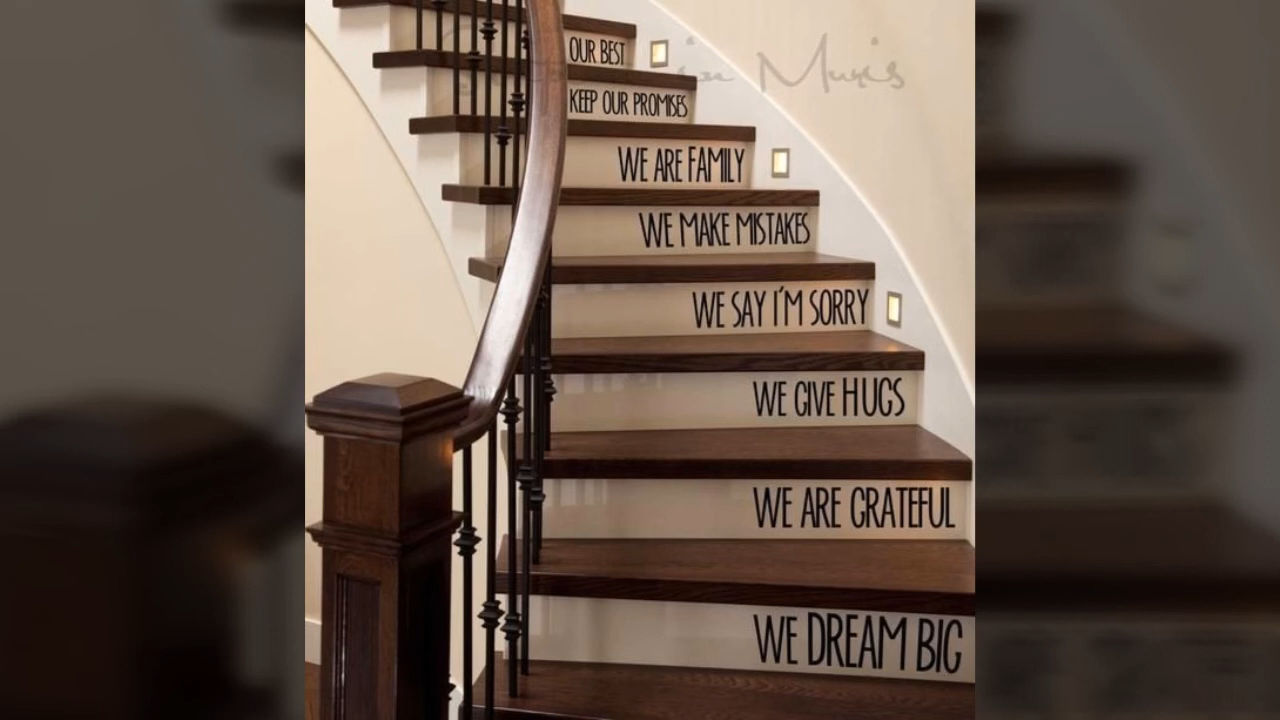 OUR BEST
Muris
KEEP OUR PROMISES
WE ARE FAMILY
WE MAKE MISTAKES
WE SAY I'M SORRY
WE GIVE HUGS
WE ARE GRATEFUL
WE DREAM BIG